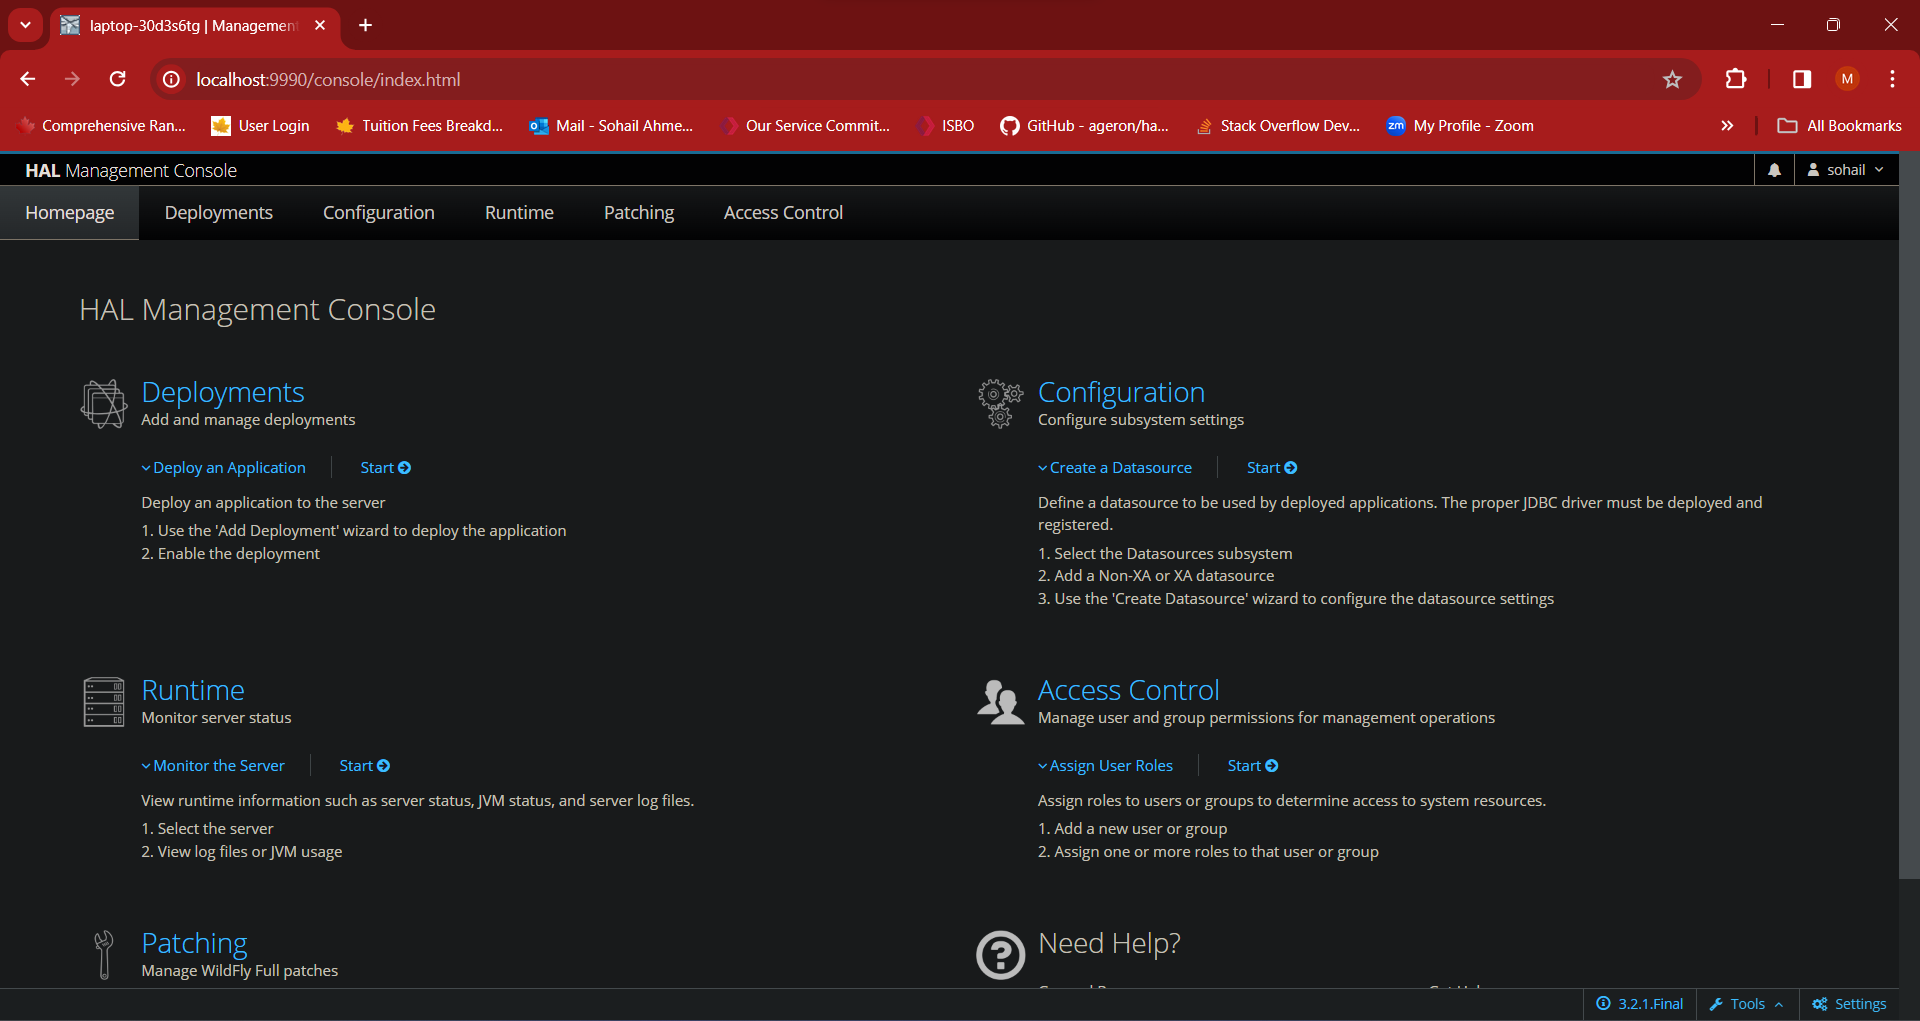 laptop-30d3s6tg | Managemen
localhost:9990/console/index.html
M
Comprehensive Ran...
User Login
Tuition Fees Breakd...
Mail - Sohail Ahme...
Our Service Commit...
ISBO
GitHub - ageron/ha...
Stack Overflow Dev...
zm My Profile - Zoom
All Bookmarks
HAL Management Console
sohail
Homepage Deployments Configuration Runtime Patching Access Control
HAL Management Console
Deployments
Add and manage deployments
Deploy an Application Start
Deploy an application to the server
1. Use the 'Add Deployment' wizard to deploy the application
2. Enable the deployment
Configuration
Configure subsystem settings
Create a Datasource Start
Define a datasource to be used by deployed applications. The proper JDBC driver must be deployed and
registered.
1. Select the Datasources subsystem
2. Add a Non-XA or XA datasource
3. Use the 'Create Datasource' wizard to configure the datasource settings
Runtime
Monitor server status
Monitor the Server Start
View runtime information such as server status, JVM status, and server log files.
1. Select the server
2. View log files or JVM usage
Access Control
Manage user and group permissions for management operations
Assign User Roles Start
Assign roles to users or groups to determine access to system resources.
1. Add a new user or group
2. Assign one or more roles to that user or group
Patching
Manage WildFly Full patches
Need Help?
3.2.1.Final Tools Settings